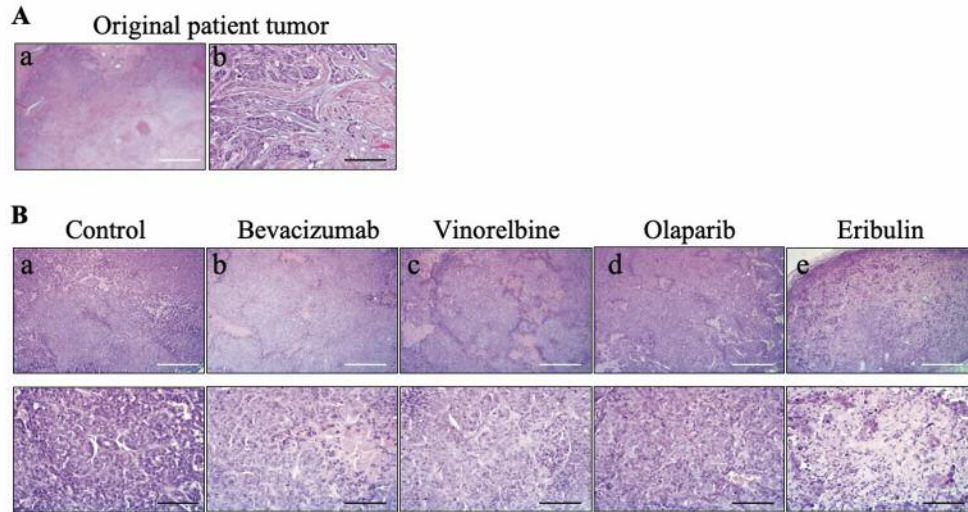 A
Original patient tumor
a b
B
Control Bevacizumab Vinorelbine Olaparib Eribulin
a b c d e